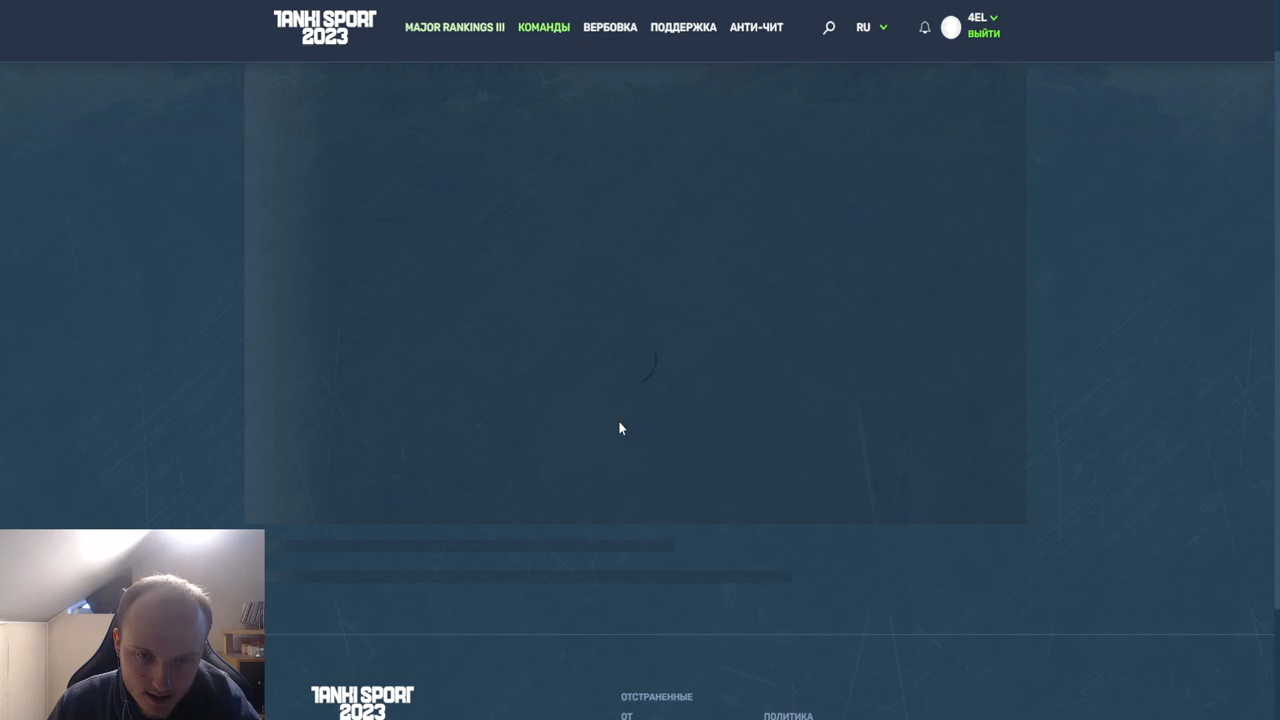 TANKI SPORT
2023
MAJOR RANKINGS III
КОМАНДЫ
ВЕРБОВКА
ПОДДЕРЖКА
АНТИ-ЧИТ
RU
4EL
ВЫЙТИ
TANKI SPORT
2023
ОТСТРАНЕННЫЕ
ОТ
ПОЛИТИКА